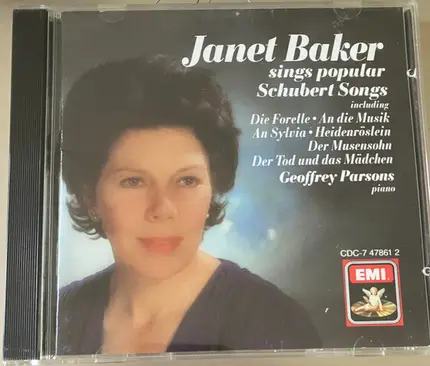 Janet Baker
sings popular
Schubert Songs
including
Die Forelle • An die Musik
An Sylvia • Heidenröslein
Der Musensohn
Der Tod und das Mädchen
Geoffrey Parsons
piano
CDC-7 47861 2
EMI